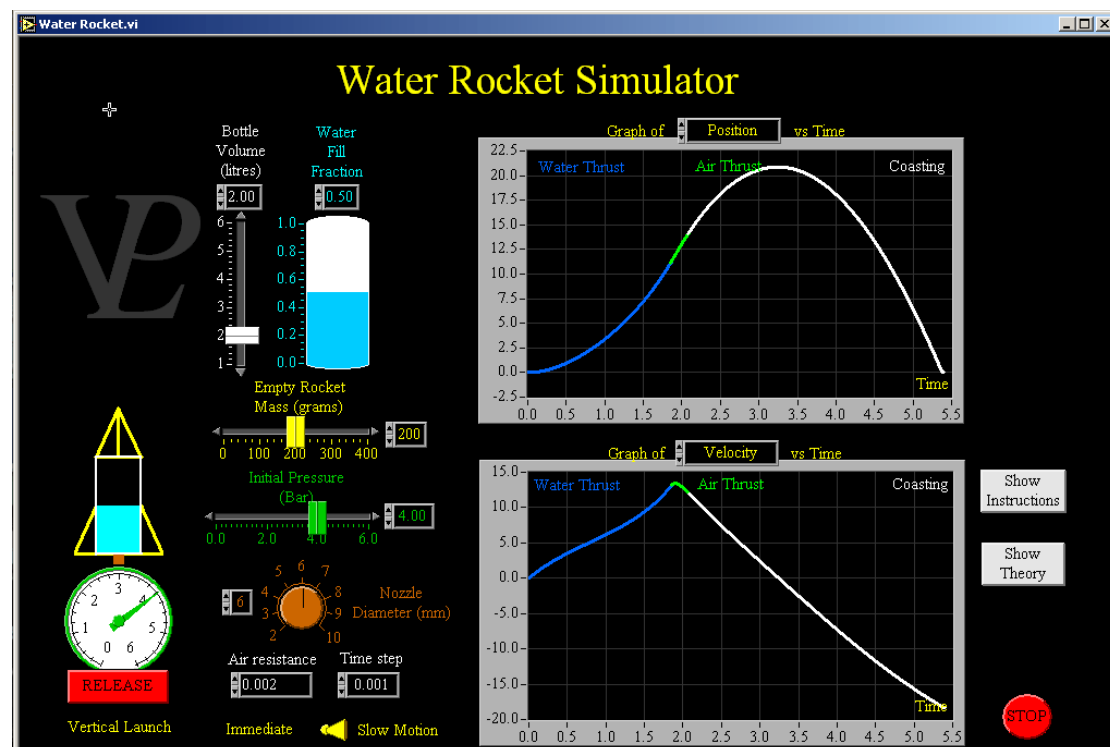 Water Rocket.vi
Water Rocket Simulator
VPL
Bottle
Volume
(litres)
2.00
6
5
4
3
2
1
Water
Fill
Fraction
0.50
1.0
0.8
0.6
0.4
0.2
0.0
Empty Rocket
Mass (grams)
0 100 200 300 400
200
Initial Pressure
(Bar)
0.0 2.0 4.0 6.0
4.00
6
2 3 4 5 6 7 8 9 10
Nozzle
Diameter (mm)
Air resistance Time step
0.002 0.001
0 1 2 3 4 5 6
RELEASE
Vertical Launch Immediate Slow Motion
Graph of Position vs Time
Water Thrust Air Thrust Coasting
22.5
20.0
17.5
15.0
12.5
10.0
7.5
5.0
2.5
0.0
-2.5
Time
0.0 0.5 1.0 1.5 2.0 2.5 3.0 3.5 4.0 4.5 5.0 5.5
Graph of Velocity vs Time
Water Thrust Air Thrust Coasting
15.0
10.0
5.0
0.0
-5.0
-10.0
-15.0
-20.0
Time
0.0 0.5 1.0 1.5 2.0 2.5 3.0 3.5 4.0 4.5 5.0 5.5
Show
Instructions
Show
Theory
STOP